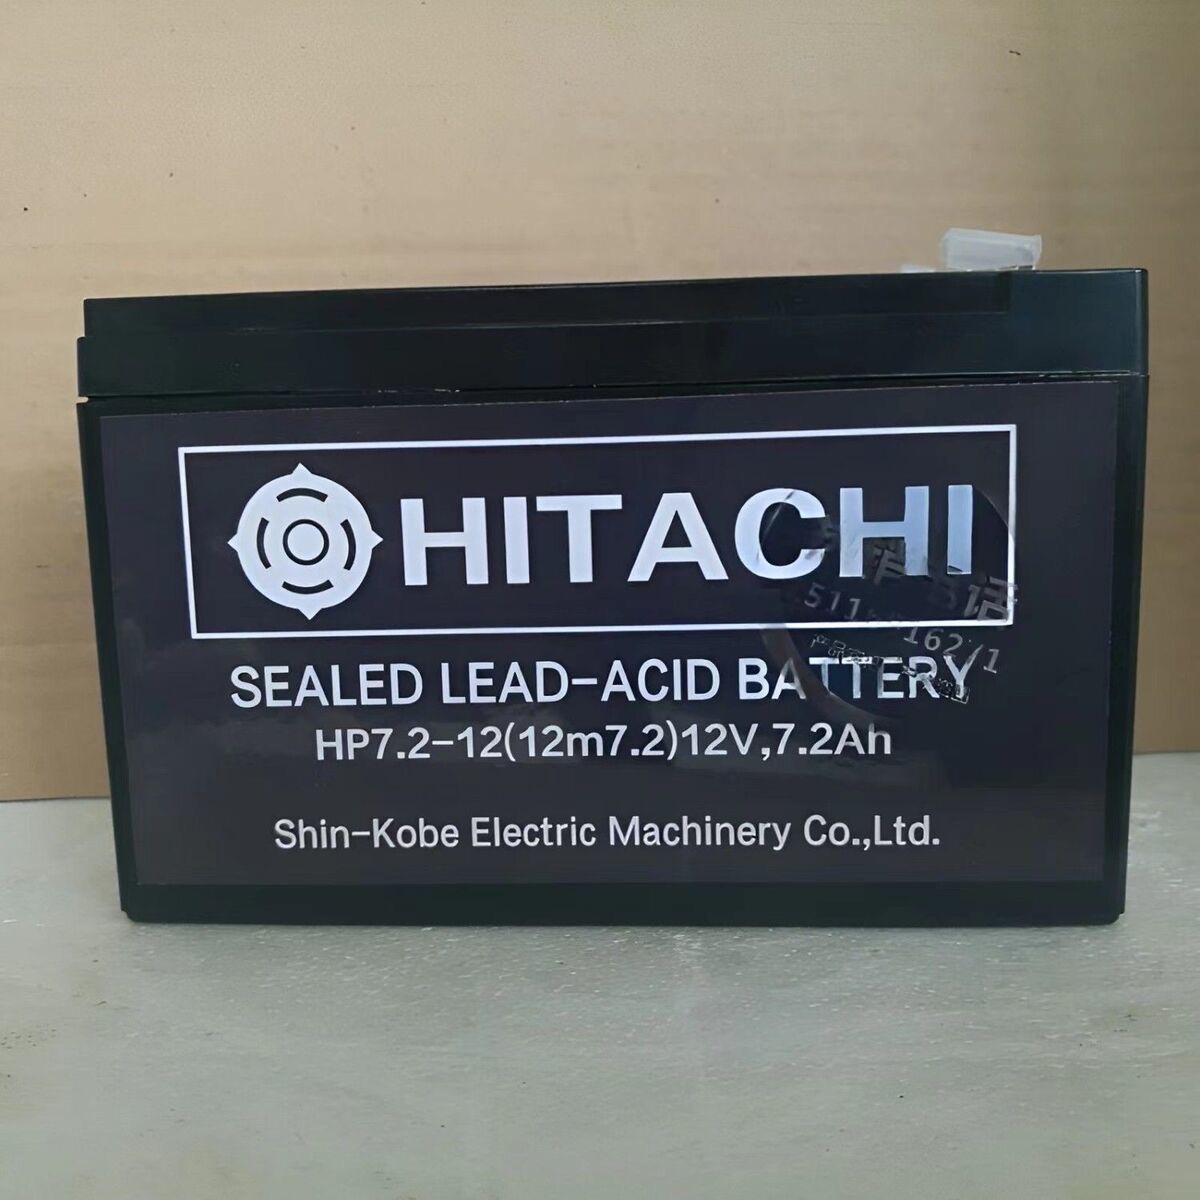 HITACHI
SEALED LEAD-ACID BATTERY
HP7.2-12(12m7.2)12V,7.2Ah
Shin-Kobe Electric Machinery Co.,Ltd.